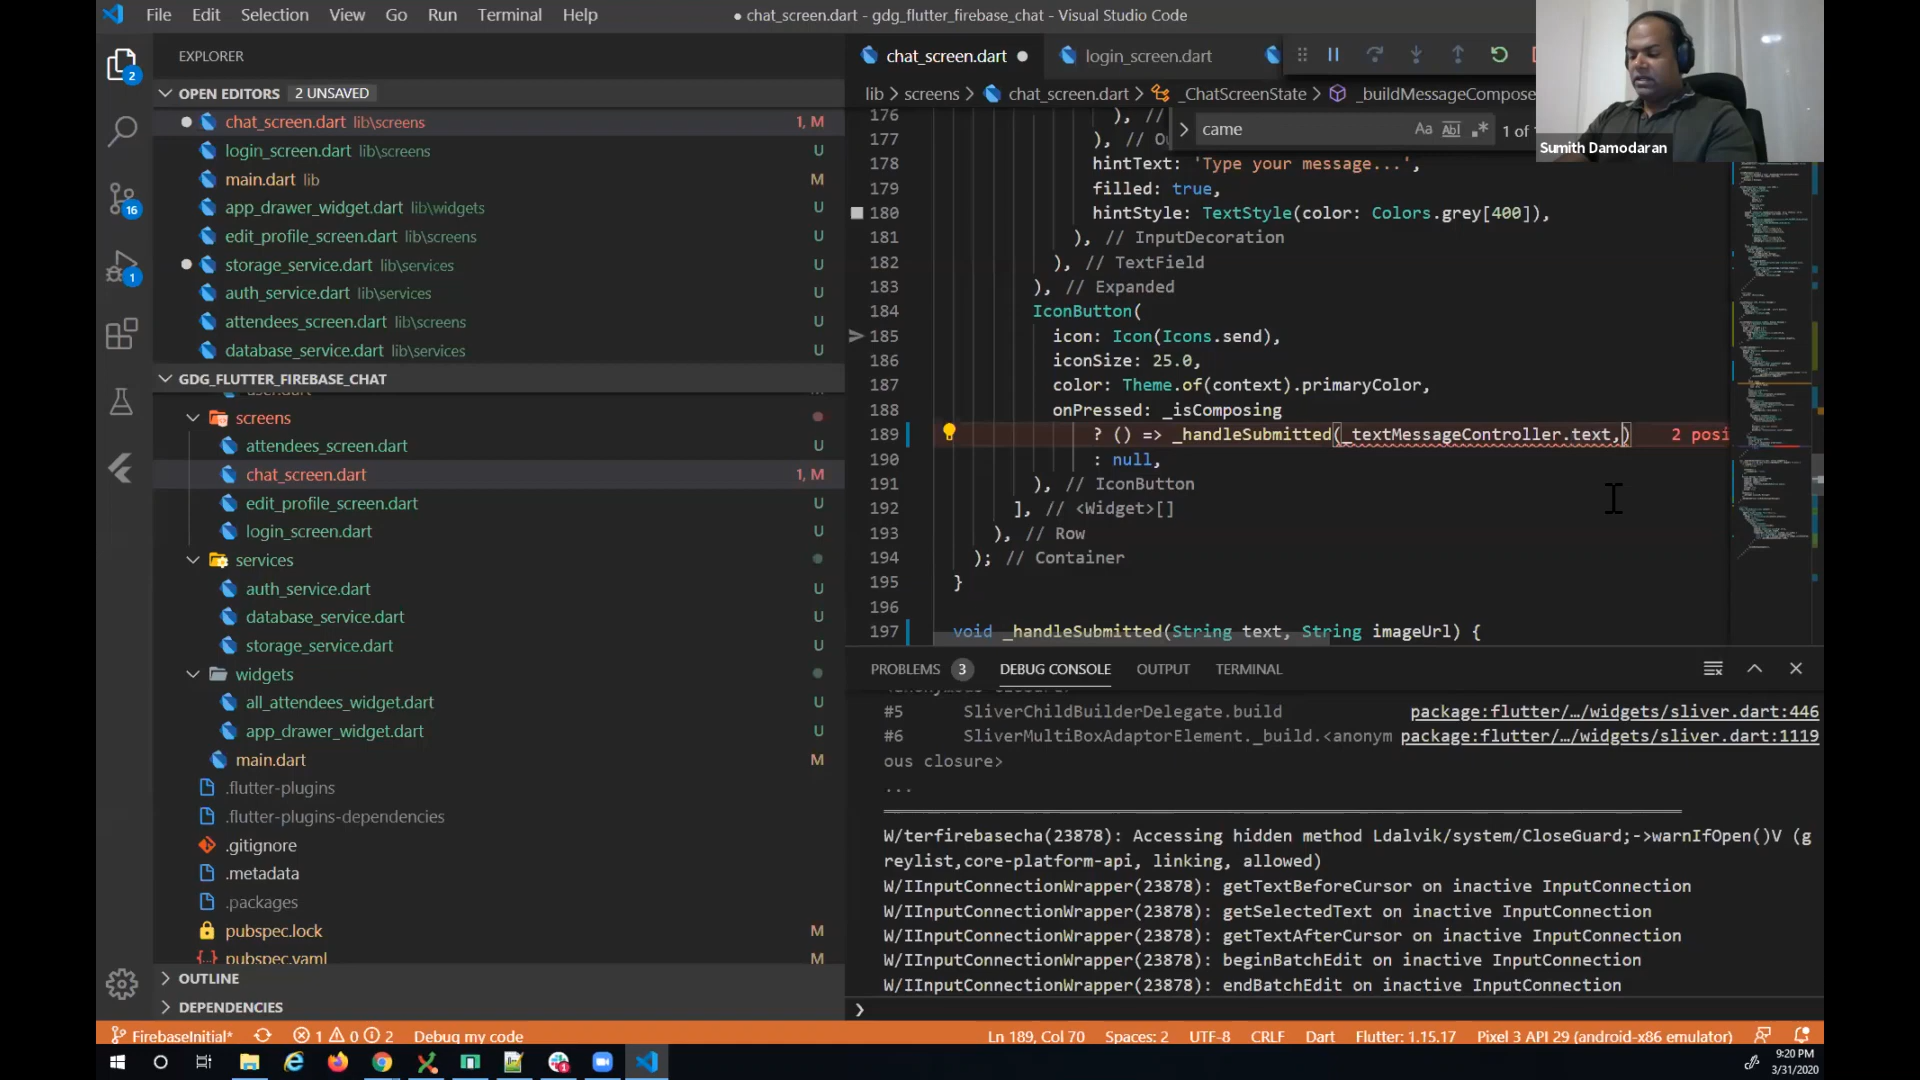 File Edit Selection View Go Run Terminal Help
● chat_screen.dart - gdg_flutter_firebase_chat - Visual Studio Code
EXPLORER
OPEN EDITORS 2 UNSAVED
chat_screen.dart lib\screens 1, M
login_screen.dart lib\screens U
main.dart lib M
app_drawer_widget.dart lib\widgets U
edit_profile_screen.dart lib\screens U
storage_service.dart lib\services U
auth_service.dart lib\services U
attendees_screen.dart lib\screens U
database_service.dart lib\services U
GDG_FLUTTER_FIREBASE_CHAT
screens
attendees_screen.dart U
chat_screen.dart 1, M
edit_profile_screen.dart U
login_screen.dart U
services
auth_service.dart U
database_service.dart U
storage_service.dart U
widgets
all_attendees_widget.dart U
app_drawer_widget.dart U
main.dart M
.flutter-plugins
.flutter-plugins-dependencies
.gitignore
.metadata
.packages
pubspec.lock M
pubspec.yaml M
OUTLINE
DEPENDENCIES
2
16
1
chat_screen.dart ● login_screen.dart
lib > screens > chat_screen.dart > _ChatScreenState > _buildMessageCompose
came Aa Abl .* 1 of
Sumith Damodaran
176 ), //
177 ), // O
178 hintText: 'Type your message...',
179 filled: true,
180 hintStyle: TextStyle(color: Colors.grey[400]),
181 ), // InputDecoration
182 ), // TextField
183 ), // Expanded
184 IconButton(
185 icon: Icon(Icons.send),
186 iconSize: 25.0,
187 color: Theme.of(context).primaryColor,
188 onPressed: _isComposing
189 ? () => _handleSubmitted(_textMessageController.text,) 2 posi
190 : null,
191 ), // IconButton
192 ], // <Widget>[]
193 ), // Row
194 ); // Container
195 }
196
197 void _handleSubmitted(String text, String imageUrl) {
PROBLEMS 3 DEBUG CONSOLE OUTPUT TERMINAL
#5 SliverChildBuilderDelegate.build package:flutter/…/widgets/sliver.dart:446
#6 SliverMultiBoxAdaptorElement._build.<anonym package:flutter/…/widgets/sliver.dart:1119
ous closure>
...
W/terfirebasecha(23878): Accessing hidden method Ldalvik/system/CloseGuard;->warnIfOpen()V (g
reylist,core-platform-api, linking, allowed)
W/IInputConnectionWrapper(23878): getTextBeforeCursor on inactive InputConnection
W/IInputConnectionWrapper(23878): getSelectedText on inactive InputConnection
W/IInputConnectionWrapper(23878): getTextAfterCursor on inactive InputConnection
W/IInputConnectionWrapper(23878): beginBatchEdit on inactive InputConnection
W/IInputConnectionWrapper(23878): endBatchEdit on inactive InputConnection
FirebaseInitial* 1 0 2 Debug my code Ln 189, Col 70 Spaces: 2 UTF-8 CRLF Dart Flutter: 1.15.17 Pixel 3 API 29 (android-x86 emulator)
9:20 PM
3/31/2020